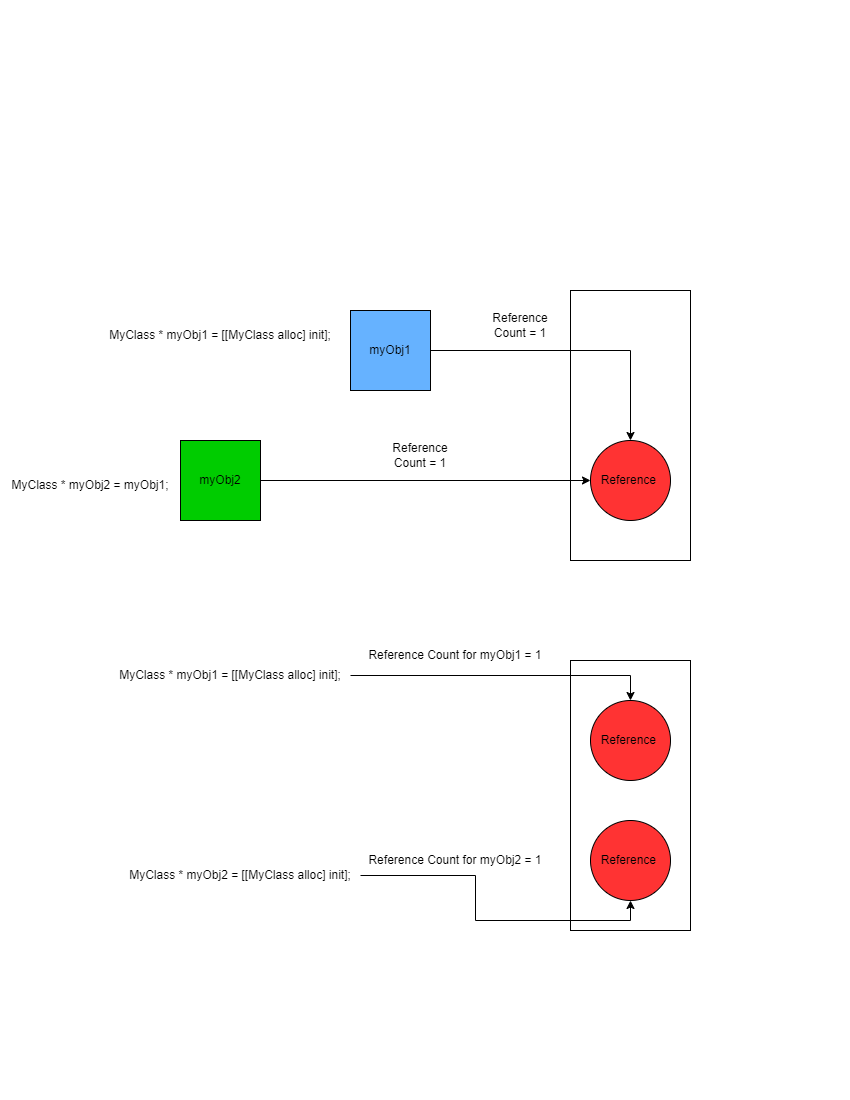 Reference
Count = 1
MyClass * myObj1 = [[MyClass alloc] init];
myObj1
Reference
Count = 1
MyClass * myObj2 = myObj1;
myObj2
Reference
Reference Count for myObj1 = 1
MyClass * myObj1 = [[MyClass alloc] init];
Reference
Reference Count for myObj2 = 1
Reference
MyClass * myObj2 = [[MyClass alloc] init];